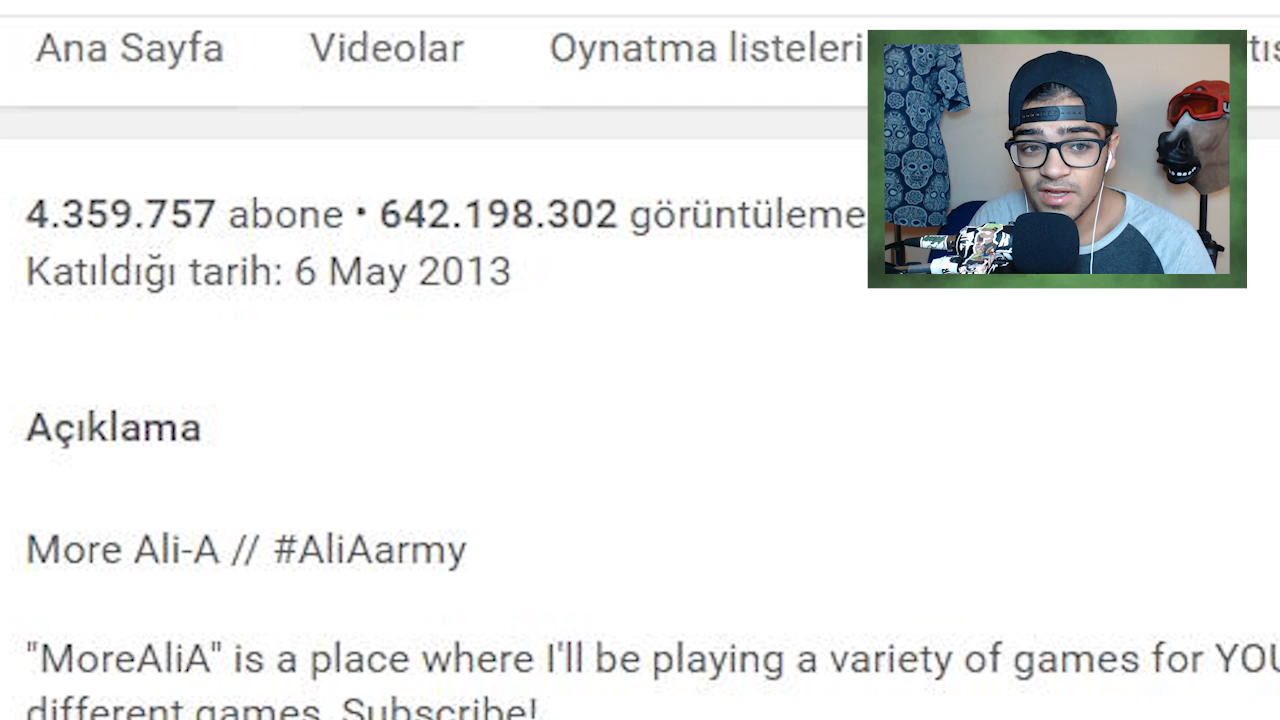 Ana Sayfa Videolar Oynatma listeleri
4.359.757 abone • 642.198.302 görüntüleme
Katıldığı tarih: 6 May 2013
Açıklama
More Ali-A // #AliAarmy
"MoreAliA" is a place where I'll be playing a variety of games for YOU
different games. Subscribe!